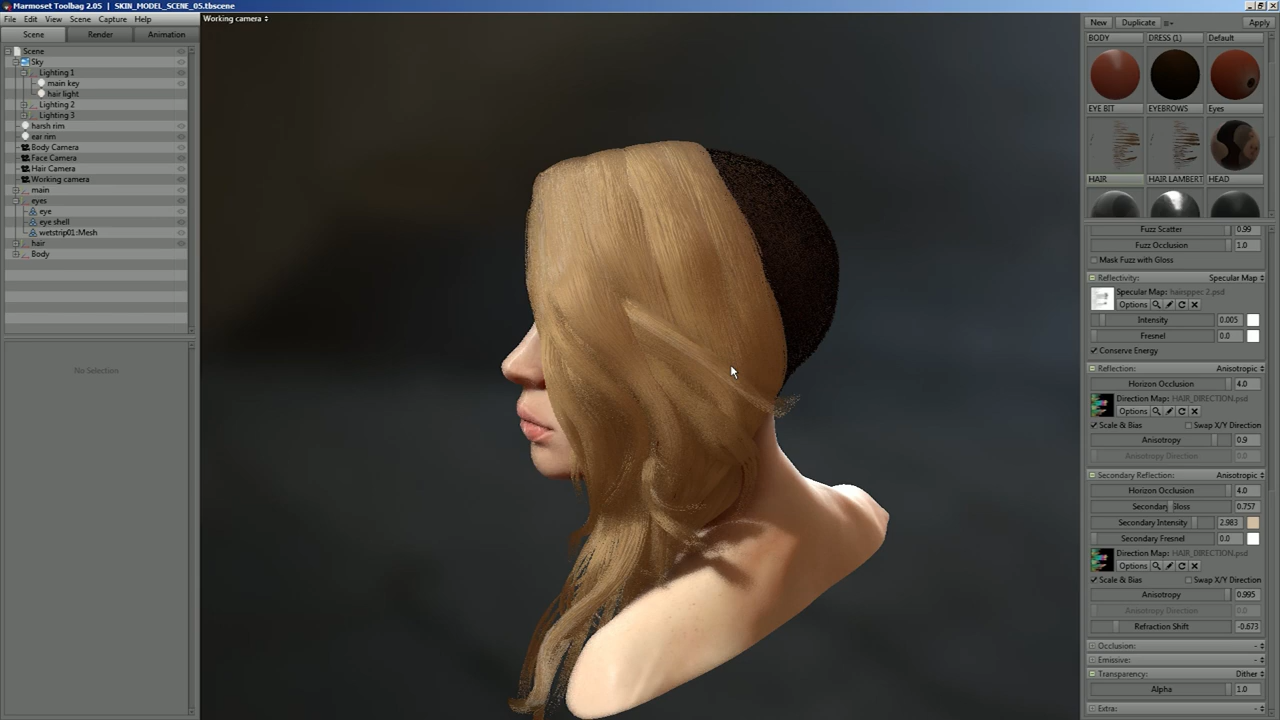 Marmoset Toolbag 2.05 | SKIN_MODEL_SCENE_05.tbscene
File Edit View Scene Capture Help
Scene Render Animation
Scene
Sky
Lighting 1
main key
hair light
Lighting 2
Lighting 3
harsh rim
ear rim
Body Camera
Face Camera
Hair Camera
Working camera
main
eyes
eye
eye shell
wetstrip01:Mesh
hair
Body
No Selection
Working camera
New Duplicate Apply
BODY DRESS (1) Default
EYE BIT EYEBROWS Eyes
HAIR HAIR LAMBERT HEAD
Fuzz Scatter 0.99
Fuzz Occlusion 1.0
Mask Fuzz with Gloss
Reflectivity: Specular Map
Specular Map: hairsppec 2.psd
Options
Intensity 0.005
Fresnel 0.0
Conserve Energy
Reflection: Anisotropic
Horizon Occlusion 4.0
Direction Map: HAIR_DIRECTION.psd
Options
Scale & Bias Swap X/Y Direction
Anisotropy 0.9
Anisotropy Direction 0.0
Secondary Reflection: Anisotropic
Horizon Occlusion 4.0
Secondary Gloss 0.757
Secondary Intensity 2.983
Secondary Fresnel 0.0
Direction Map: HAIR_DIRECTION.psd
Options
Scale & Bias Swap X/Y Direction
Anisotropy 0.995
Anisotropy Direction 0.0
Refraction Shift -0.673
Occlusion: -
Emissive: -
Transparency: Dither
Alpha 1.0
Extra: -